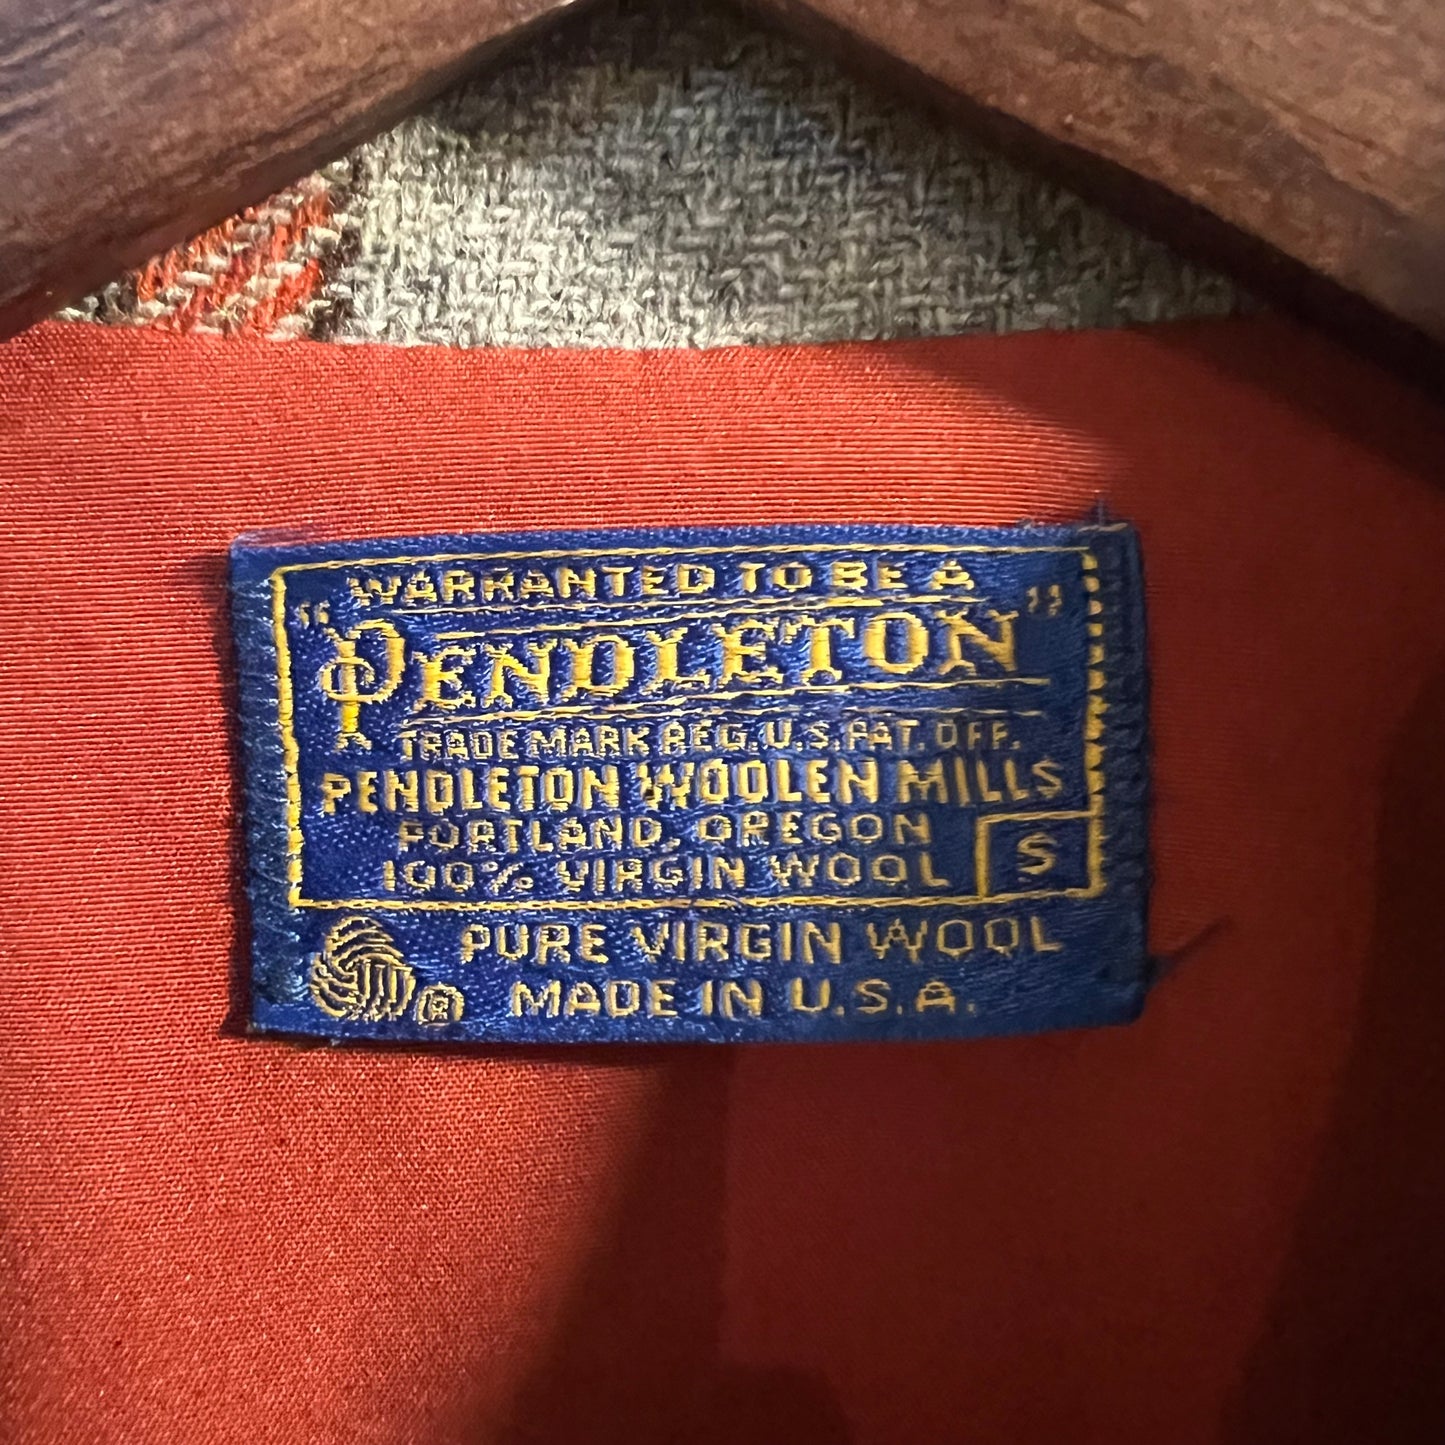 WARRANTED TO BE A
"PENDLETON"
TRADE MARK REG. U.S. PAT. OFF.
PENDLETON WOOLEN MILLS
PORTLAND, OREGON
100% VIRGIN WOOL
S
PURE VIRGIN WOOL
® MADE IN U.S.A.